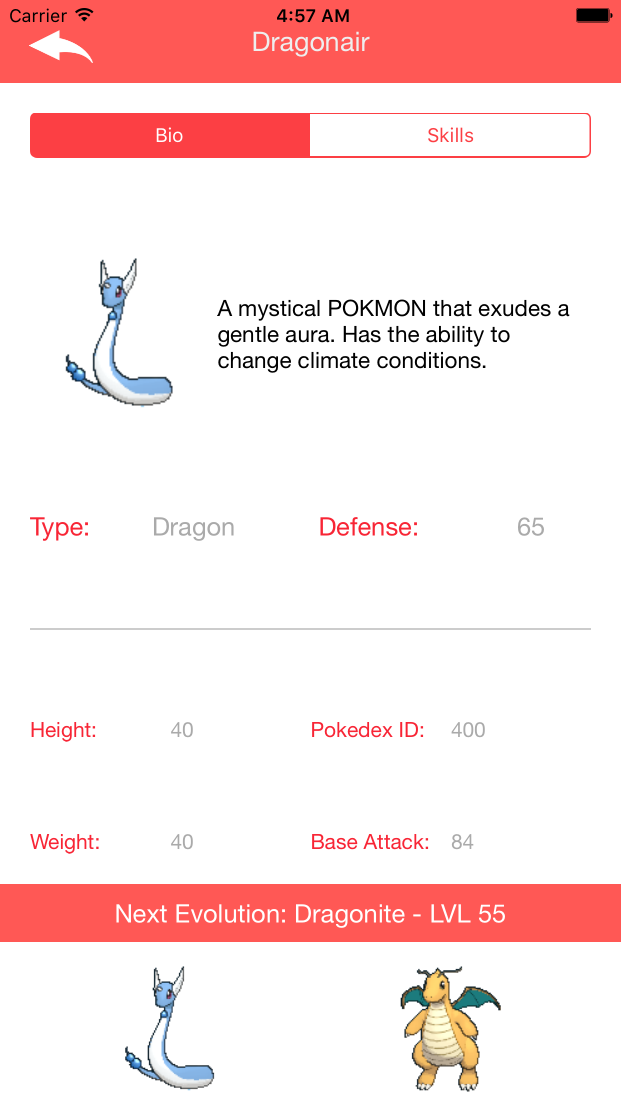 Carrier 4:57 AM
Dragonair
Bio Skills
A mystical POKMON that exudes a
gentle aura. Has the ability to
change climate conditions.
Type: Dragon Defense: 65
Height: 40 Pokedex ID: 400
Weight: 40 Base Attack: 84
Next Evolution: Dragonite - LVL 55